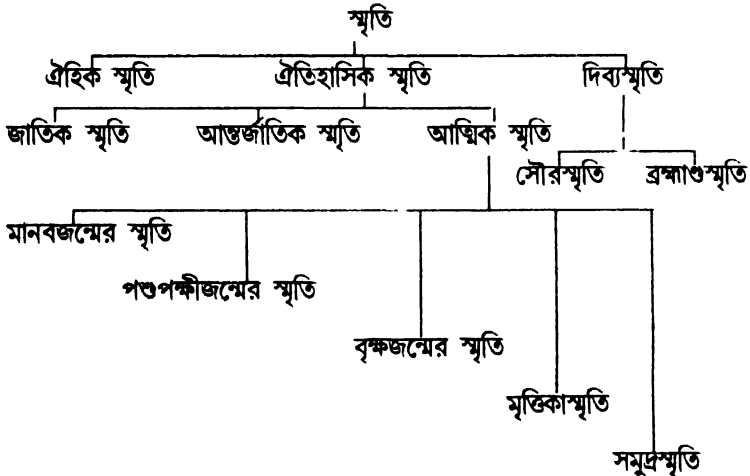 স্মৃতি
ঐহিক স্মৃতি ঐতিহাসিক স্মৃতি দিব্যস্মৃতি
জাতিক স্মৃতি আন্তর্জাতিক স্মৃতি আত্মিক স্মৃতি
সৌরস্মৃতি ব্রহ্মাণ্ডস্মৃতি
মানবজন্মের স্মৃতি
পশুপক্ষীজন্মের স্মৃতি
বৃক্ষজন্মের স্মৃতি
মৃত্তিকাস্মৃতি
সমুদ্রস্মৃতি